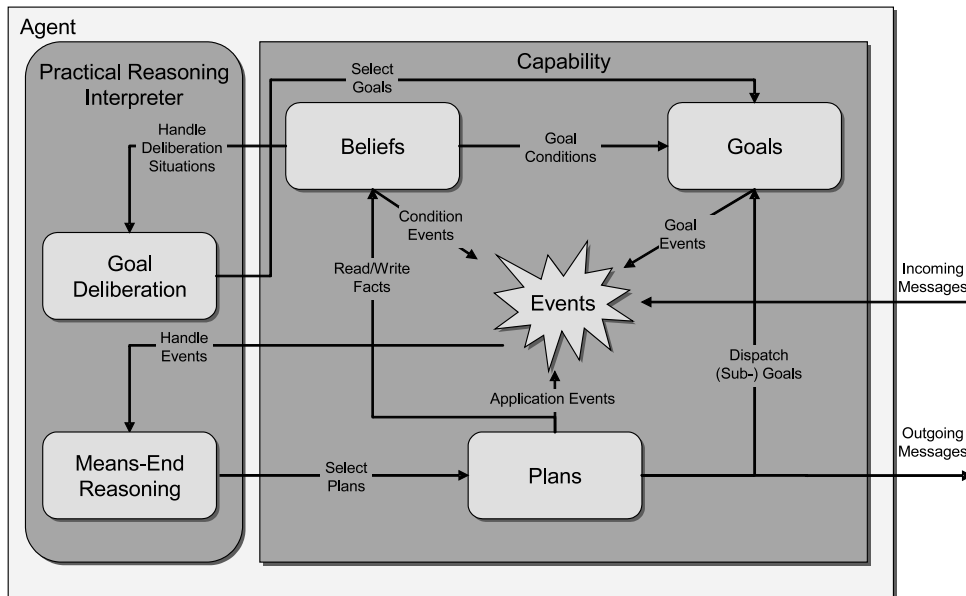 Agent
Practical Reasoning
Interpreter
Capability
Select
Goals
Handle
Deliberation
Situations
Beliefs
Goal
Conditions
Goals
Condition
Events
Goal
Events
Goal
Deliberation
Read/Write
Facts
Events
Incoming
Messages
Handle
Events
Dispatch
(Sub-) Goals
Application Events
Means-End
Reasoning
Select
Plans
Plans
Outgoing
Messages